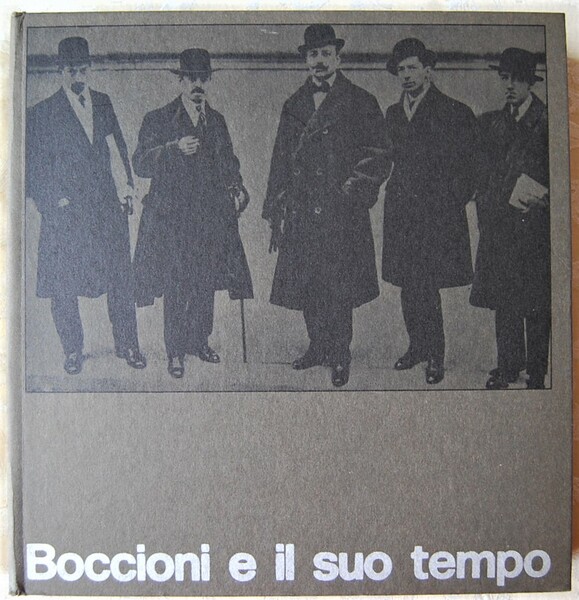 Boccioni e il suo tempo